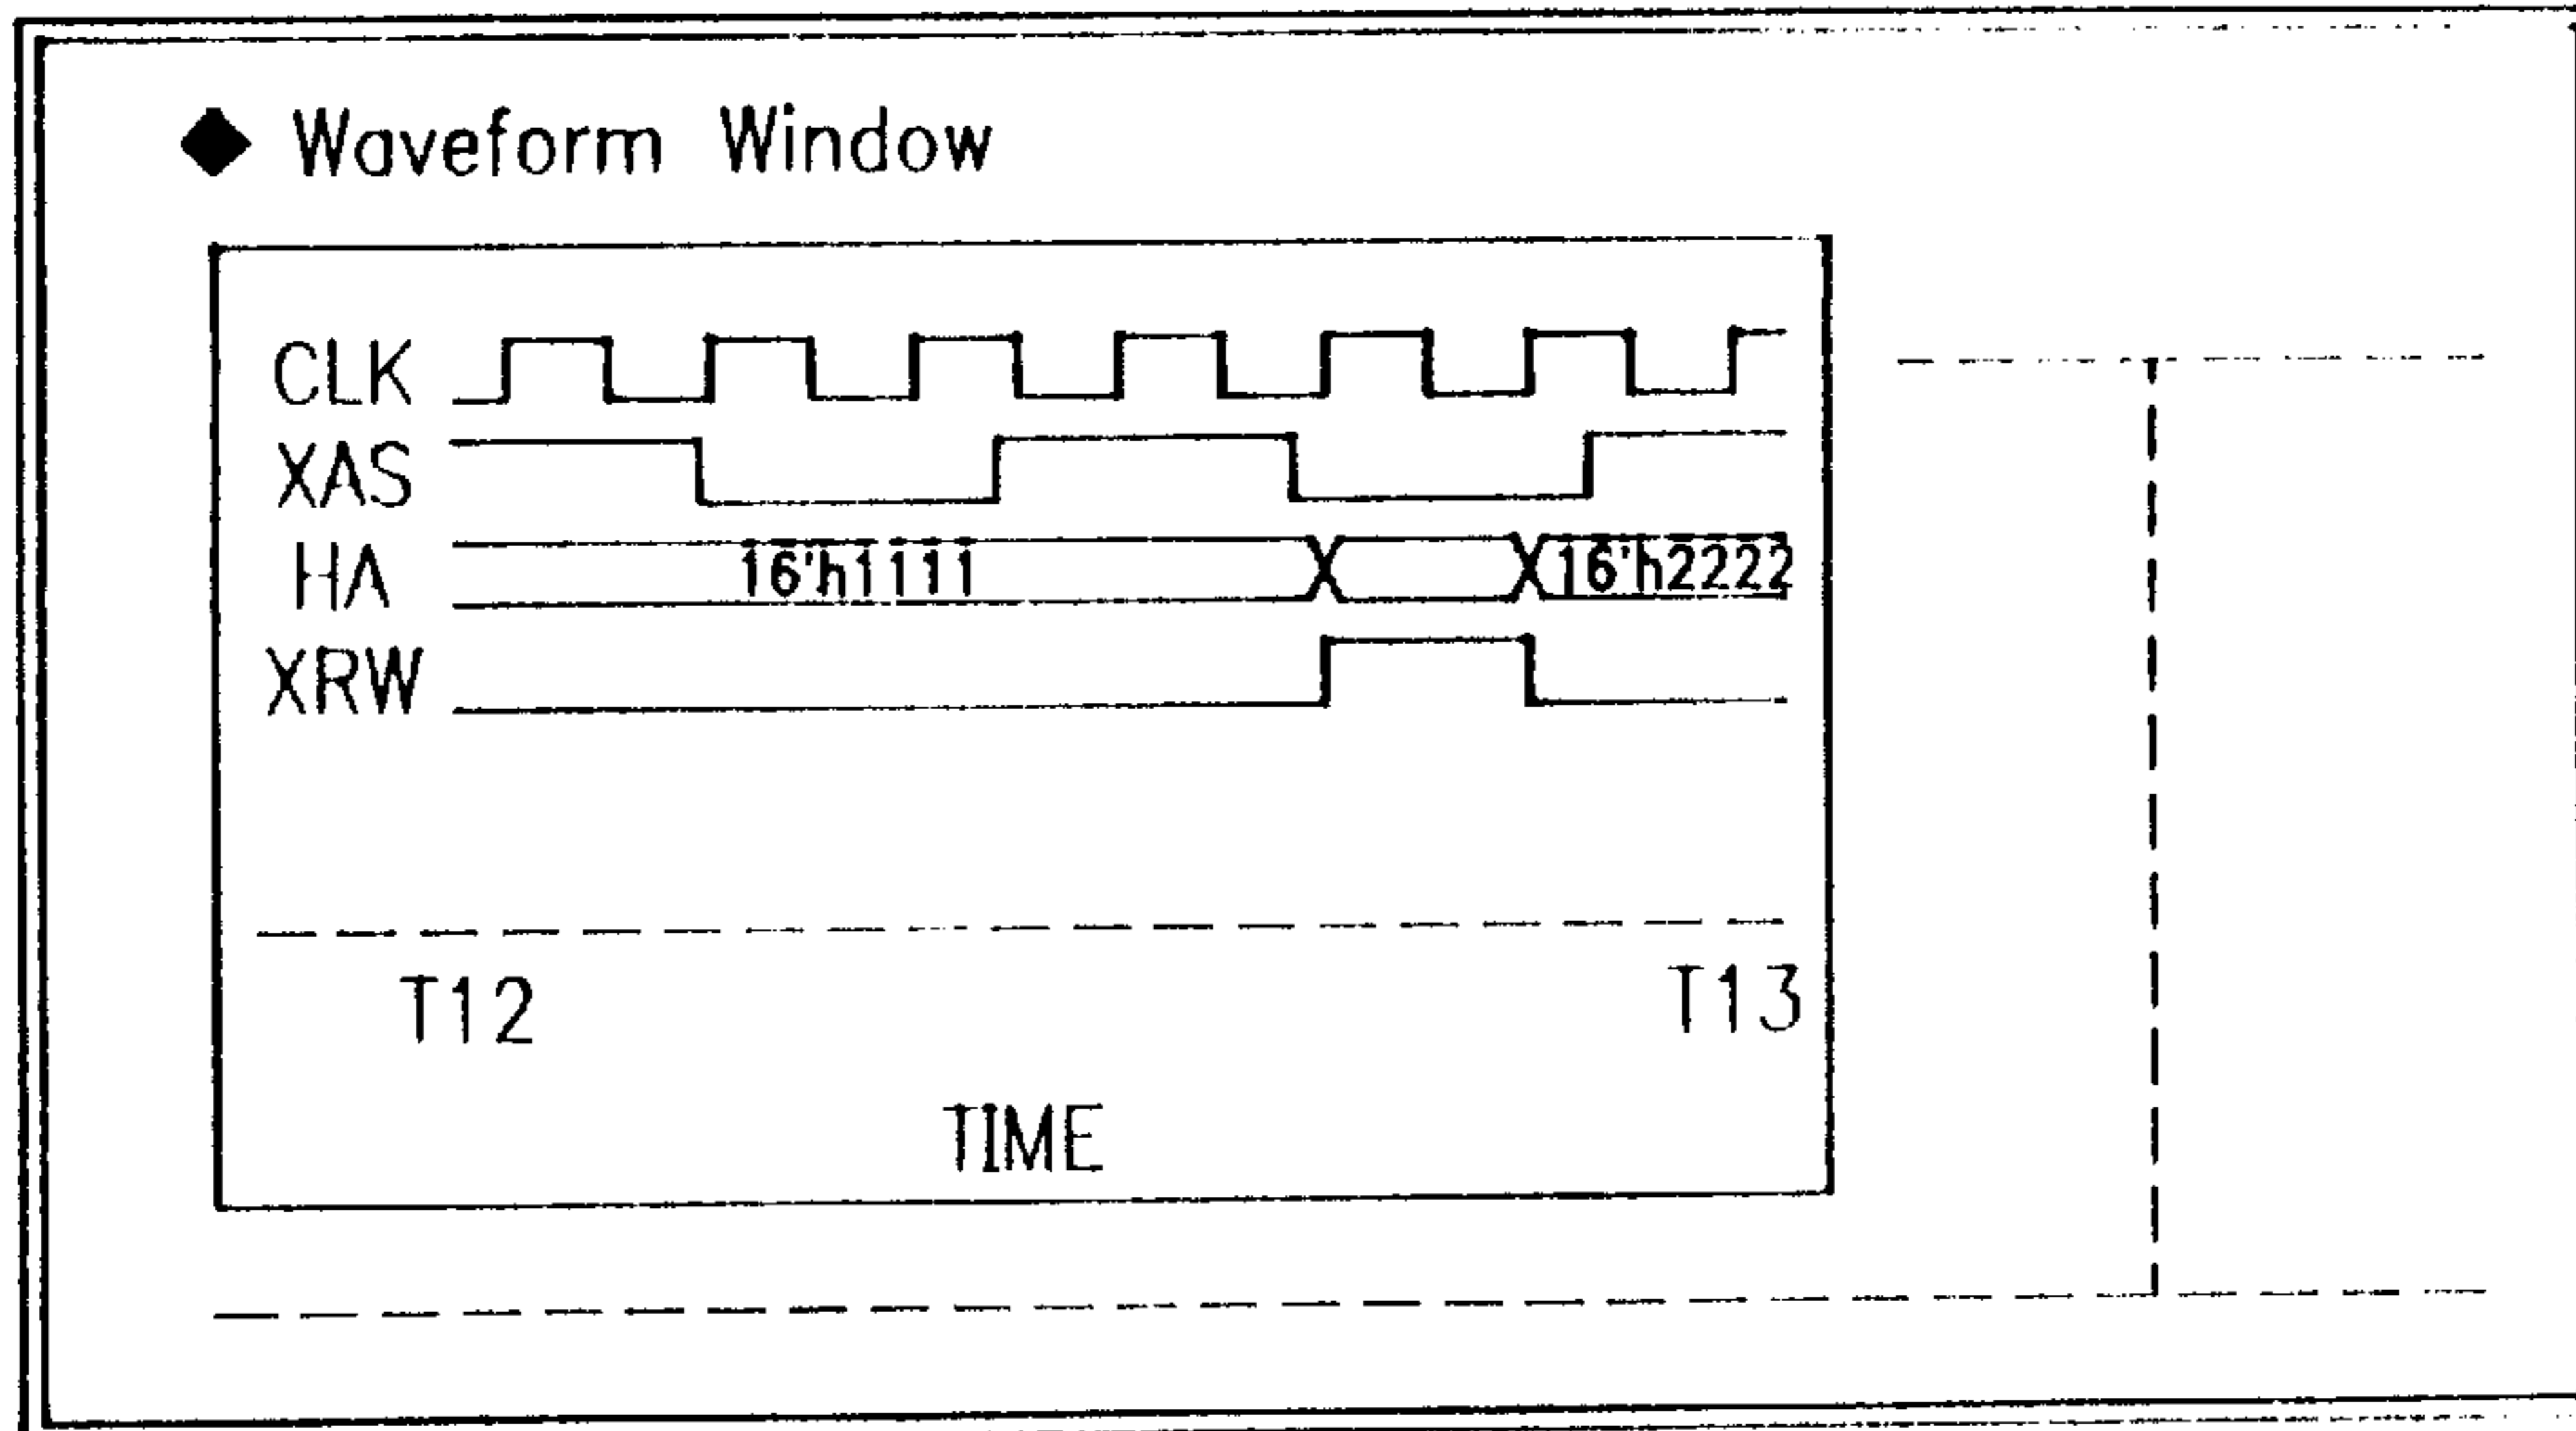 ◆ Waveform Window
CLK
XAS
HA 16'h1111 16'h2222
XRW
T12 T13
TIME